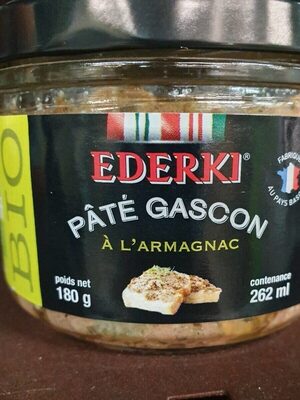 BIO
EDERKI®
FABRIQUÉ
AU PAYS BAS
PÂTÉ GASCON
À L'ARMAGNAC
poids net
180 g
contenance
262 ml